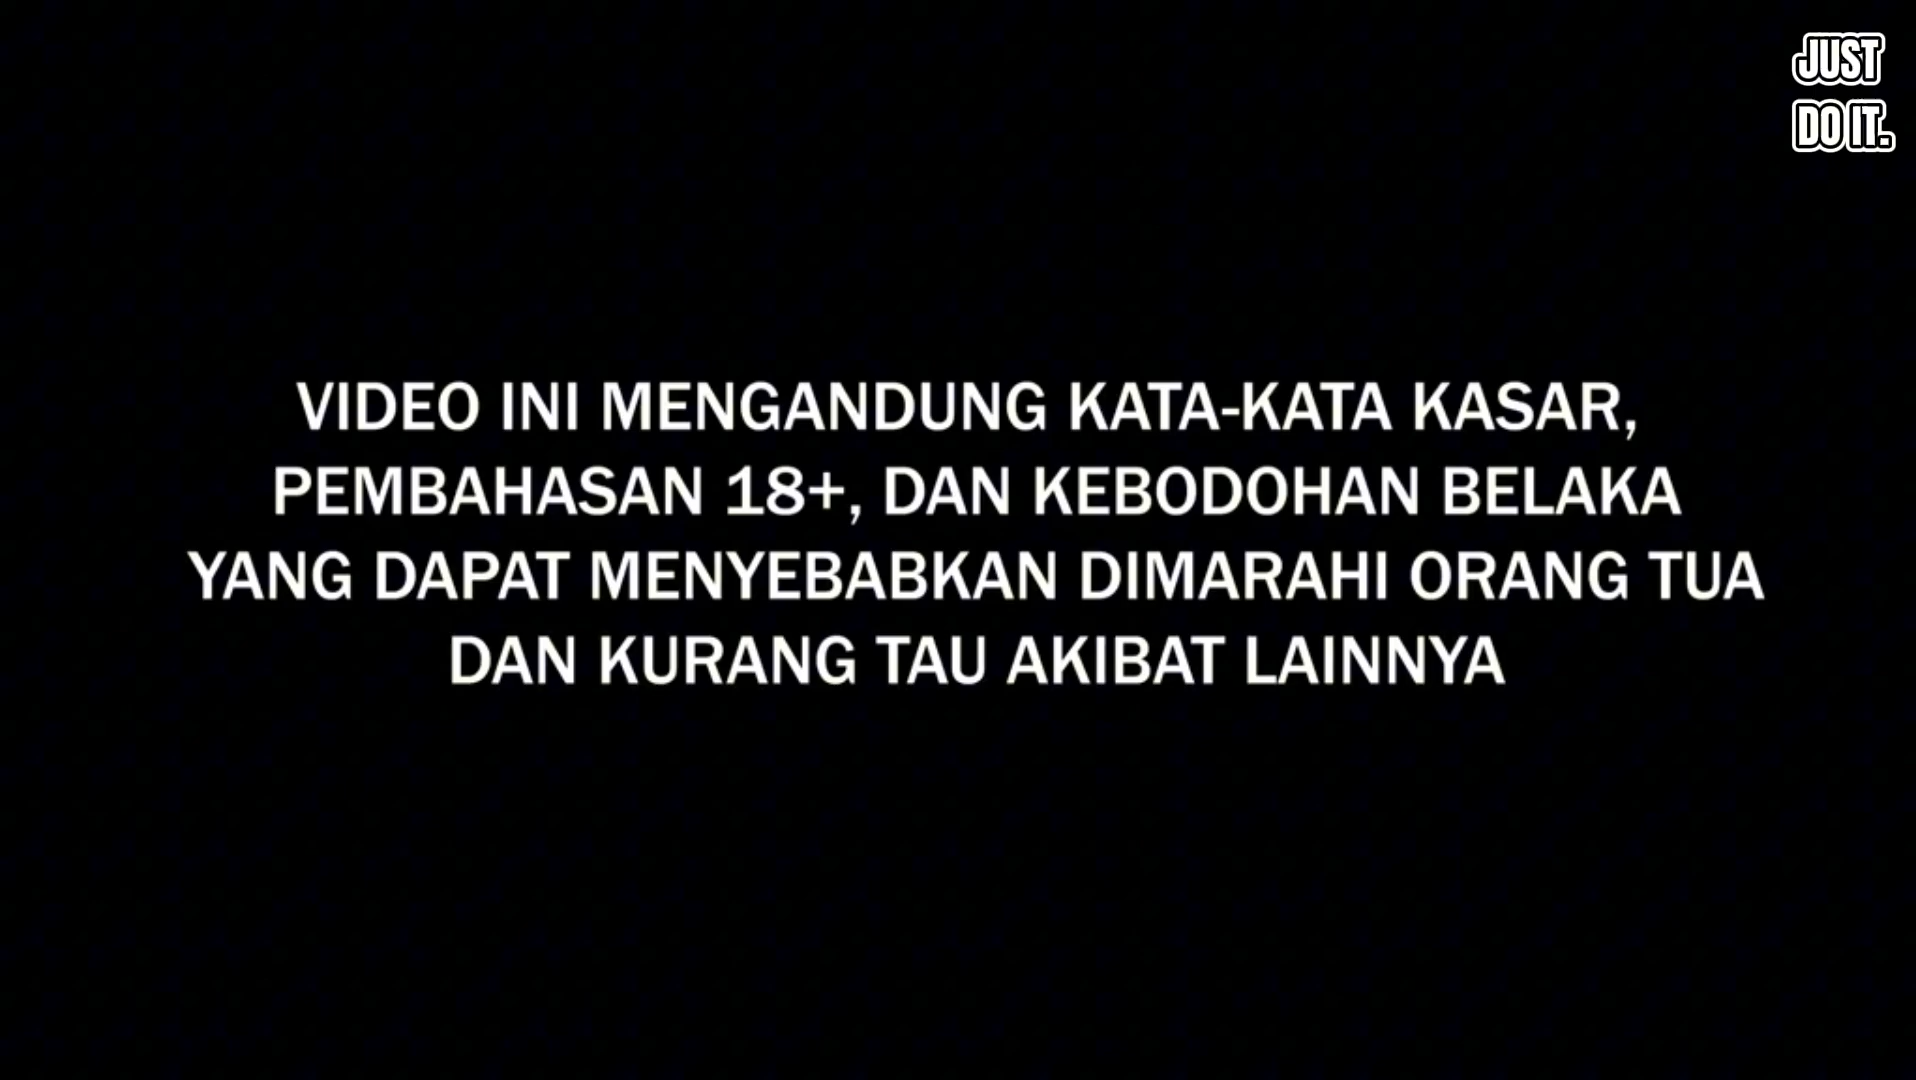 JUST
DO IT.
VIDEO INI MENGANDUNG KATA-KATA KASAR,
PEMBAHASAN 18+, DAN KEBODOHAN BELAKA
YANG DAPAT MENYEBABKAN DIMARAHI ORANG TUA
DAN KURANG TAU AKIBAT LAINNYA